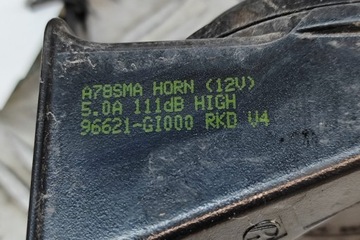 A78SMA HORN (12V)
5.0A 111dB HIGH
96621-GI000 RKD V4